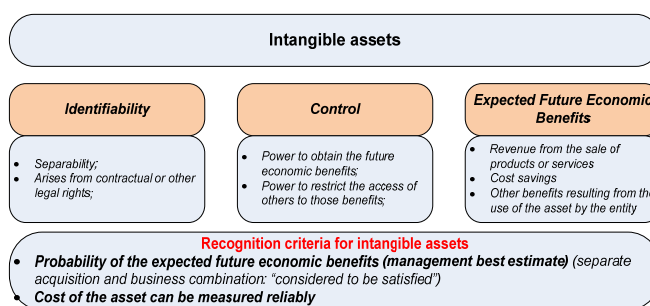 Intangible assets
Identifiability
• Separability;
• Arises from contractual or other
legal rights;
Control
• Power to obtain the future
economic benefits;
• Power to restrict the access of
others to those benefits;
Expected Future Economic
Benefits
• Revenue from the sale of
products or services
• Cost savings
• Other benefits resulting from the
use of the asset by the entity
Recognition criteria for intangible assets
• Probability of the expected future economic benefits (management best estimate) (separate
acquisition and business combination: “considered to be satisfied”)
• Cost of the asset can be measured reliably